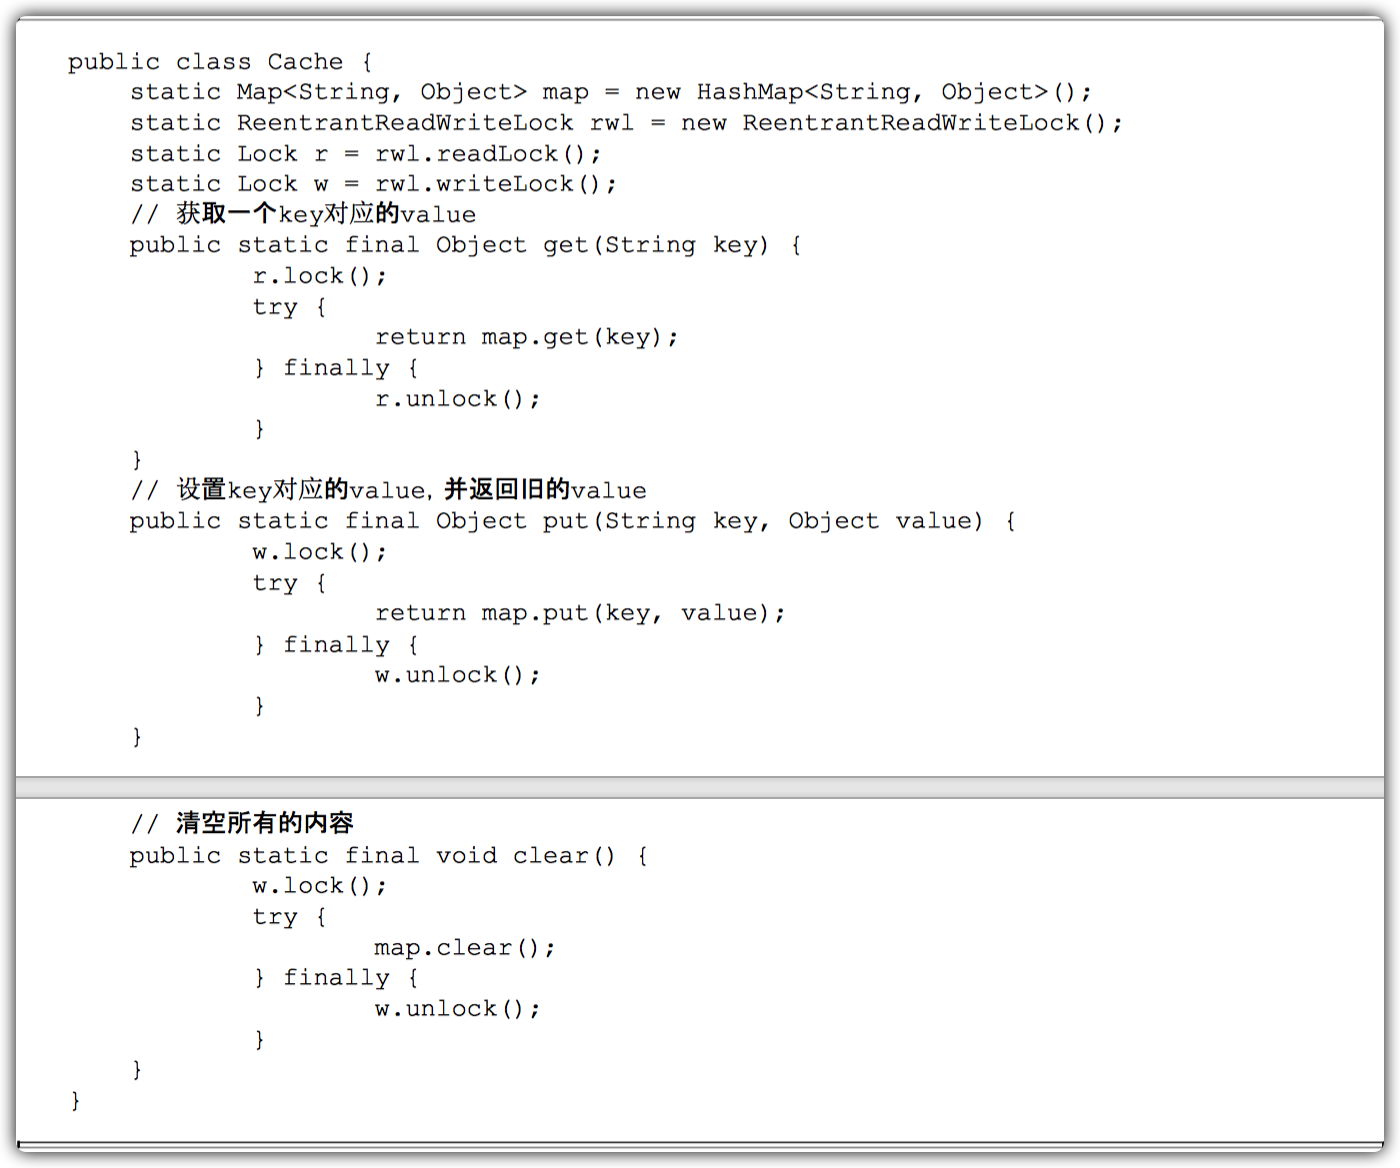 public class Cache {
static Map<String, Object> map = new HashMap<String, Object>();
static ReentrantReadWriteLock rwl = new ReentrantReadWriteLock();
static Lock r = rwl.readLock();
static Lock w = rwl.writeLock();
// 获取一个key对应的value
public static final Object get(String key) {
r.lock();
try {
return map.get(key);
} finally {
r.unlock();
}
}
// 设置key对应的value, 并返回旧的value
public static final Object put(String key, Object value) {
w.lock();
try {
return map.put(key, value);
} finally {
w.unlock();
}
}
// 清空所有的内容
public static final void clear() {
w.lock();
try {
map.clear();
} finally {
w.unlock();
}
}
}